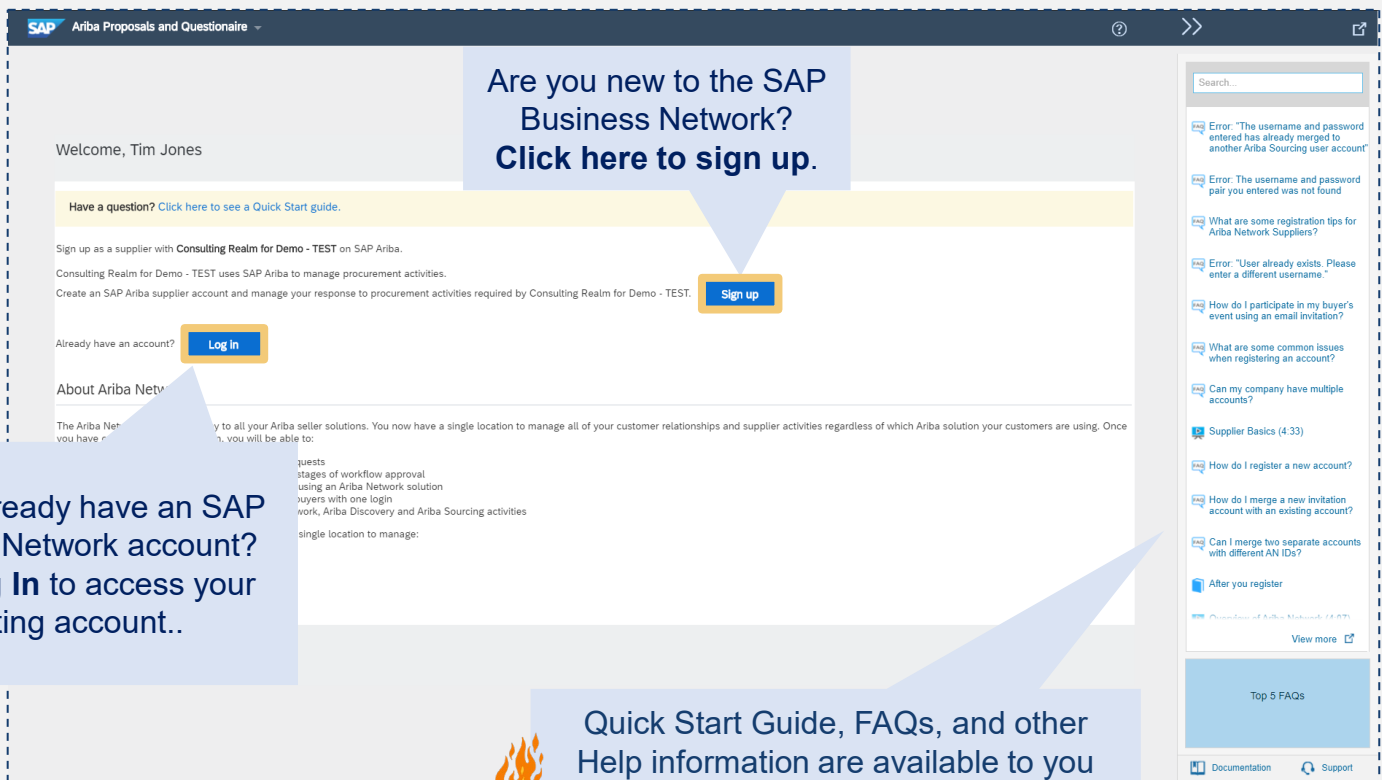 SAP Ariba Proposals and Questionaire
Are you new to the SAP
Business Network?
Click here to sign up.
Welcome, Tim Jones
Have a question? Click here to see a Quick Start guide.
Sign up as a supplier with Consulting Realm for Demo - TEST on SAP Ariba.
Consulting Realm for Demo - TEST uses SAP Ariba to manage procurement activities.
Create an SAP Ariba supplier account and manage your response to procurement activities required by Consulting Realm for Demo - TEST.
Sign up
Already have an account?
Log in
About Ariba
The Ariba y to all your Ariba seller solutions. You now have a single location to manage all of your customer relationships and supplier activities regardless of which Ariba solution your customers are using. Once
you have , you will be able to:
quests
stages of workflow approval
using an Ariba Network solution
buyers with one login
work, Ariba Discovery and Ariba Sourcing activities
single location to manage:
ready have an SAP
Network account?
In to access your
ting account..
Quick Start Guide, FAQs, and other
Help information are available to you
Search...
FAQ Error: "The username and password
entered has already merged to
another Ariba Sourcing user account"
FAQ Error: The username and password
pair you entered was not found
FAQ What are some registration tips for
Ariba Network Suppliers?
FAQ Error: "User already exists. Please
enter a different username."
FAQ How do I participate in my buyer's
event using an email invitation?
FAQ What are some common issues
when registering an account?
FAQ Can my company have multiple
accounts?
Supplier Basics (4:33)
FAQ How do I register a new account?
FAQ How do I merge a new invitation
account with an existing account?
FAQ Can I merge two separate accounts
with different AN IDs?
After you register
View more
Top 5 FAQs
Documentation
Support